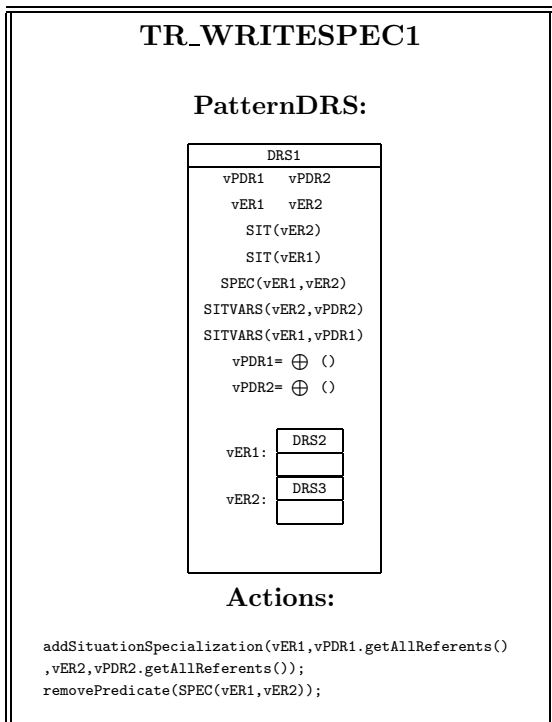 TR_WRITESPEC1
PatternDRS:
DRS1
vPDR1 vPDR2
vER1 vER2
SIT(vER2)
SIT(vER1)
SPEC(vER1,vER2)
SITVARS(vER2,vPDR2)
SITVARS(vER1,vPDR1)
vPDR1= ⊕ ()
vPDR2= ⊕ ()
DRS2
vER1:
DRS3
vER2:
Actions:
addSituationSpecialization(vER1,vPDR1.getAllReferents()
,vER2,vPDR2.getAllReferents());
removePredicate(SPEC(vER1,vER2));